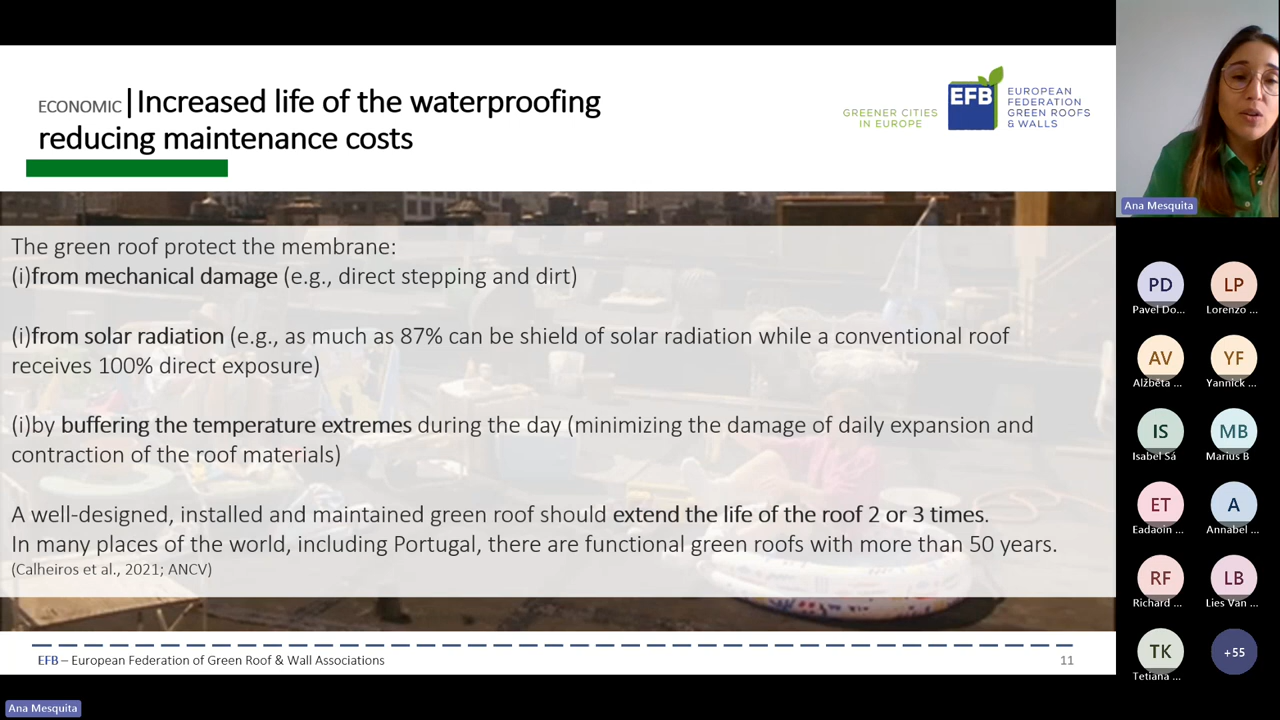 ECONOMIC | Increased life of the waterproofing
reducing maintenance costs
GREENER CITIES
IN EUROPE
EFB
EUROPEAN
FEDERATION
GREEN ROOFS
& WALLS
The green roof protect the membrane:
(i)from mechanical damage (e.g., direct stepping and dirt)
(i)from solar radiation (e.g., as much as 87% can be shield of solar radiation while a conventional roof
receives 100% direct exposure)
(i)by buffering the temperature extremes during the day (minimizing the damage of daily expansion and
contraction of the roof materials)
A well-designed, installed and maintained green roof should extend the life of the roof 2 or 3 times.
In many places of the world, including Portugal, there are functional green roofs with more than 50 years.
(Calheiros et al., 2021; ANCV)
EFB – European Federation of Green Roof & Wall Associations
11
Ana Mesquita
PD
Pavel Do...
LP
Lorenzo ...
AV
Alžběta ...
YF
Yannick ...
IS
Isabel Sá
MB
Marius B
ET
Eadaoin ...
A
Annabel ...
RF
Richard ...
LB
Lies Van ...
TK
Tetiana ...
+55
Ana Mesquita